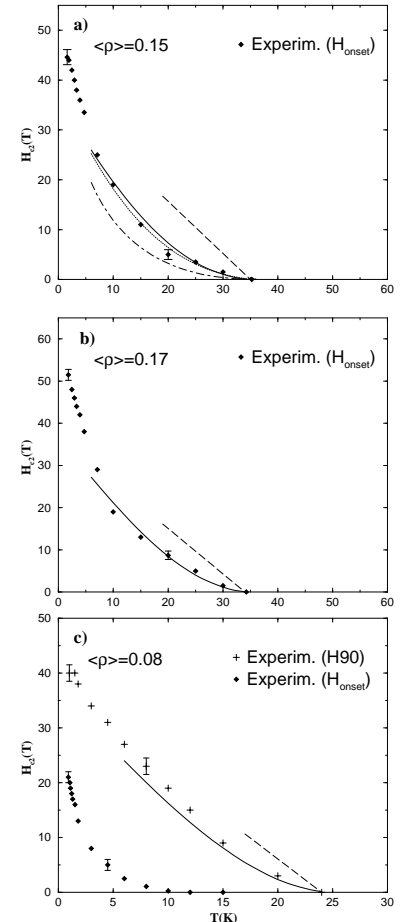 a)
<ρ>=0.15
Experim. (H_onset)
H_c2(T)
50
40
30
20
10
0
0 10 20 30 40 50 60
b)
<ρ>=0.17
Experim. (H_onset)
H_c2(T)
60
50
40
30
20
10
0
0 10 20 30 40 50 60
c)
<ρ>=0.08
Experim. (H90)
Experim. (H_onset)
H_c2(T)
50
40
30
20
10
0
0 5 10 15 20 25 30
T(K)